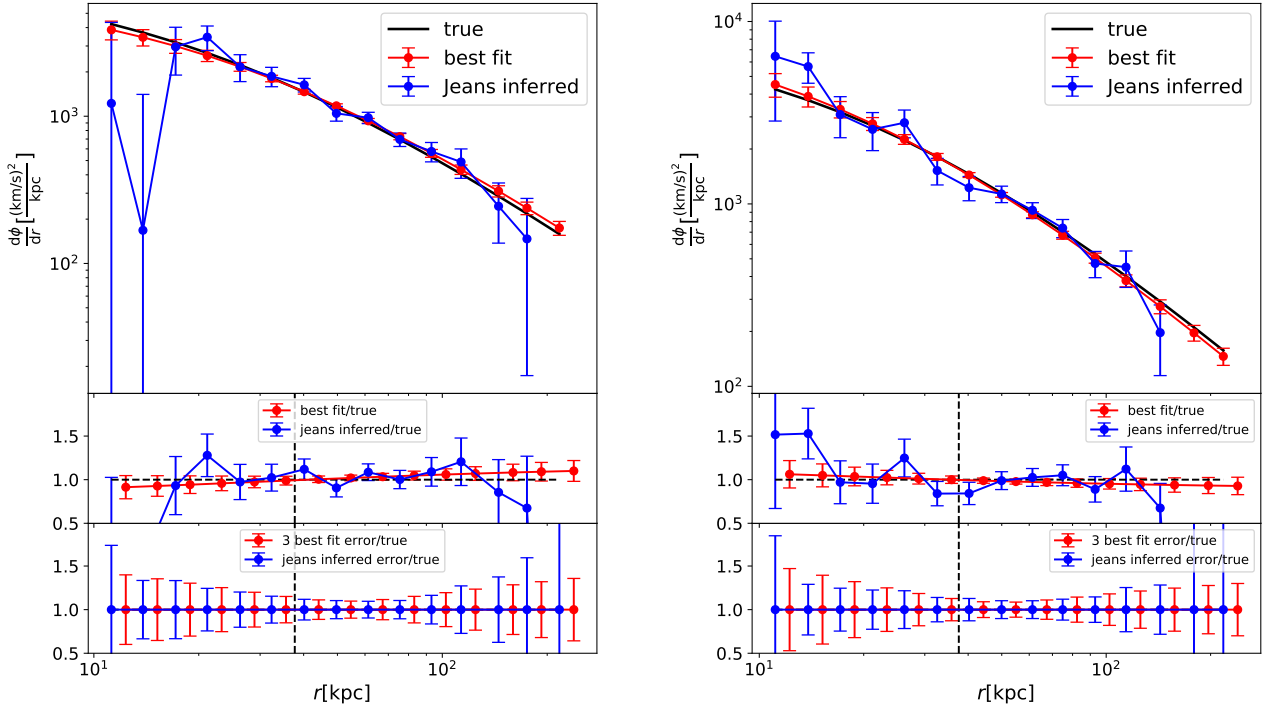 true
best fit
Jeans inferred
10³
10²
dϕ/dr [(km/s)²/kpc]
best fit/true
jeans inferred/true
1.5
1.0
0.5
3 best fit error/true
jeans inferred error/true
1.5
1.0
0.5
10¹
10²
r[kpc]
true
best fit
Jeans inferred
10⁴
10³
10²
dϕ/dr [(km/s)²/kpc]
best fit/true
jeans inferred/true
1.5
1.0
0.5
3 best fit error/true
jeans inferred error/true
1.5
1.0
0.5
10¹
10²
r[kpc]